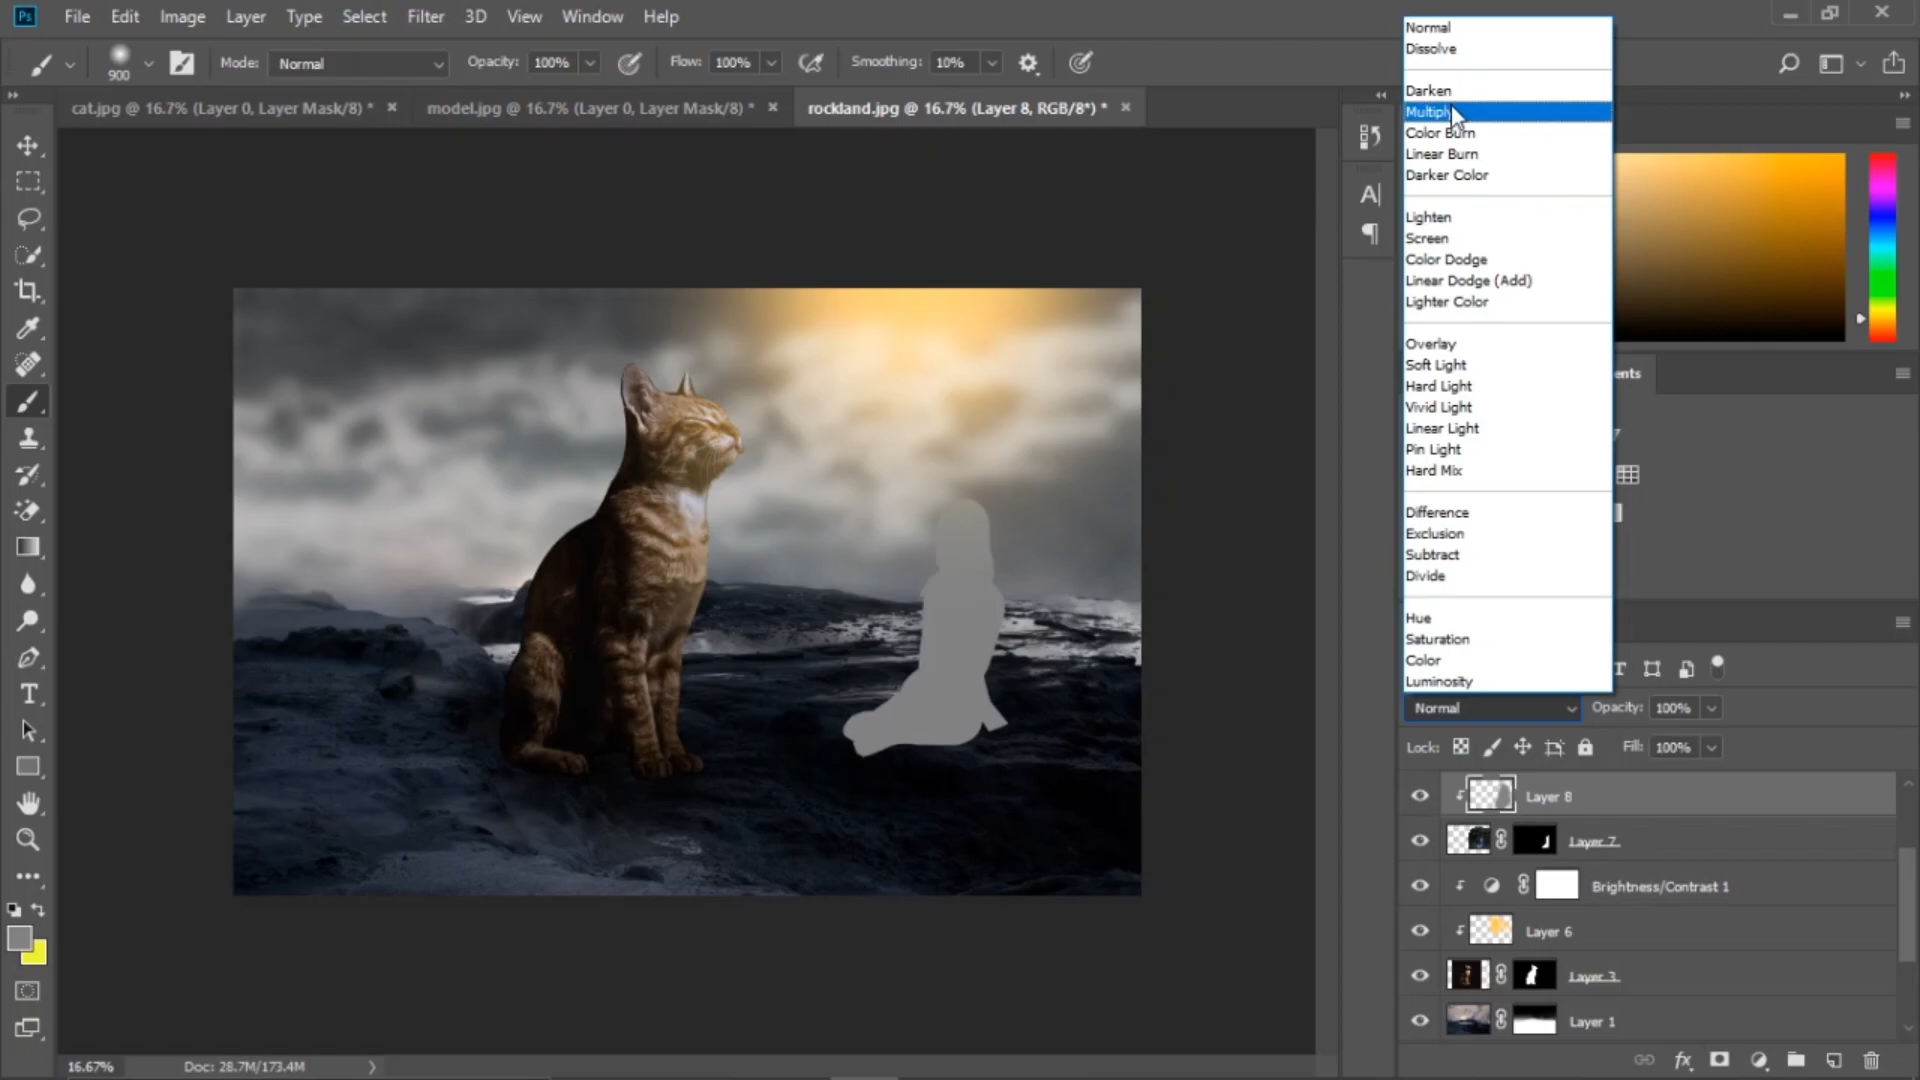 Ps File Edit Image Layer Type Select Filter 3D View Window Help
900 Mode: Normal Opacity: 100% Flow: 100% Smoothing: 10%
cat.jpg @ 16.7% (Layer 0, Layer Mask/8) * model.jpg @ 16.7% (Layer 0, Layer Mask/8) * rockland.jpg @ 16.7% (Layer 8, RGB/8*) *
Normal
Dissolve
Darken
Multiply
Color Burn
Linear Burn
Darker Color
Lighten
Screen
Color Dodge
Linear Dodge (Add)
Lighter Color
Overlay
Soft Light
Hard Light
Vivid Light
Linear Light
Pin Light
Hard Mix
Difference
Exclusion
Subtract
Divide
Hue
Saturation
Color
Luminosity
ents
Normal Opacity: 100%
Lock: Fill: 100%
Layer 8
Layer 7
Brightness/Contrast 1
Layer 6
Layer 3
Layer 1
16.67% Doc: 28.7M/173.4M